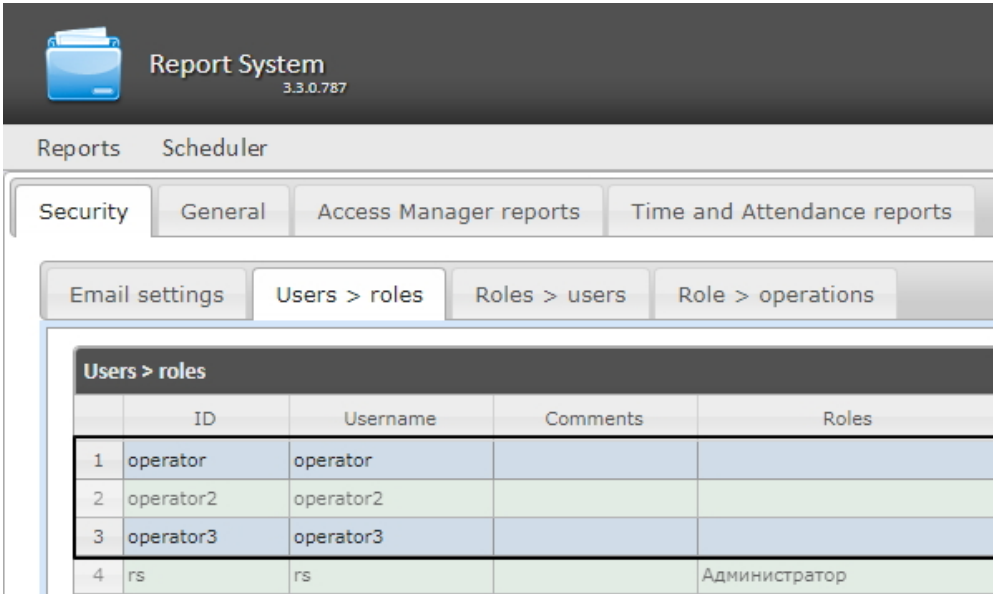 Report System
3.3.0.787
Reports Scheduler
Security General Access Manager reports Time and Attendance reports
Email settings Users > roles Roles > users Role > operations
Users > roles
ID Username Comments Roles
1 operator operator
2 operator2 operator2
3 operator3 operator3
4 rs rs Администратор